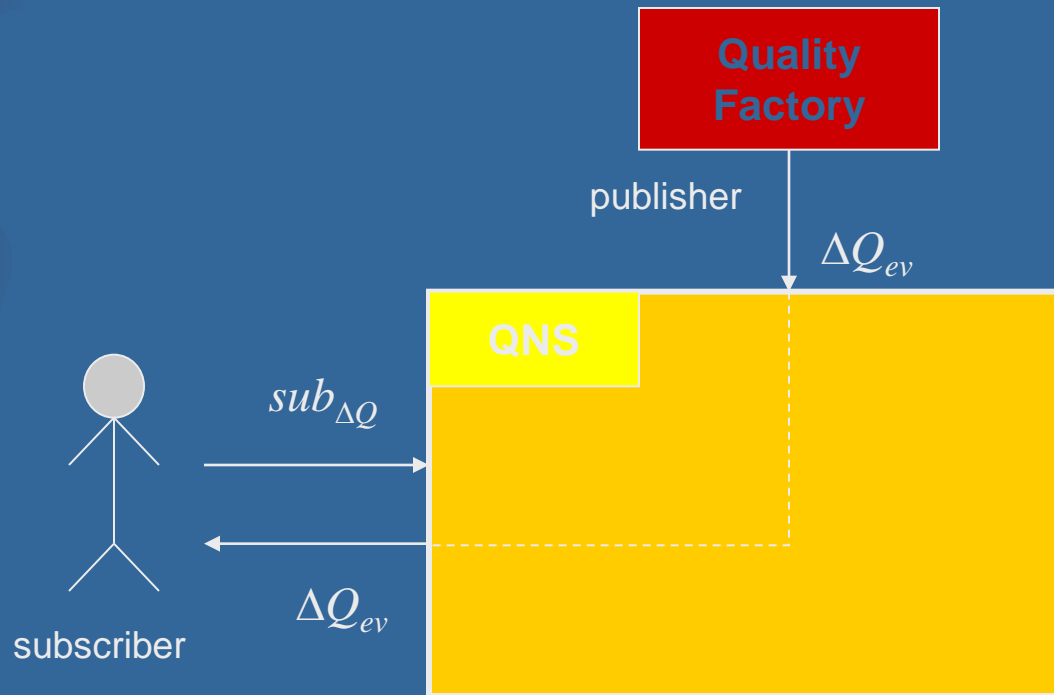 Quality
Factory
publisher
ΔQ_ev
QNS
sub_ΔQ
ΔQ_ev
subscriber